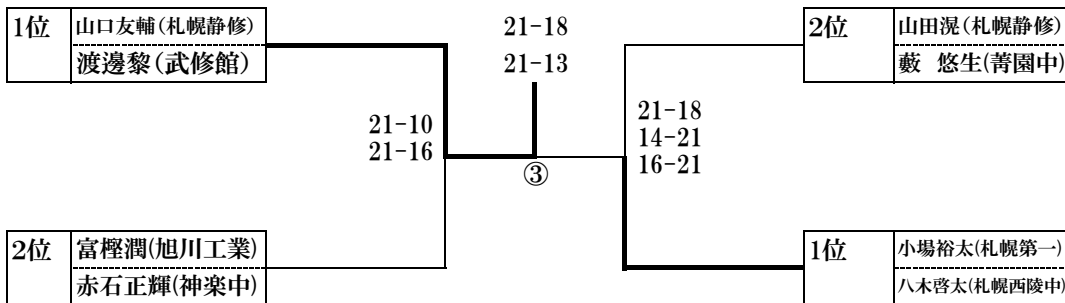 1位
山口友輔(札幌静修)
渡邊黎(武修館)
21-18
21-13
2位
山田滉(札幌静修)
藪 悠生(菁園中)
21-10
21-16
③
21-18
14-21
16-21
2位
富樫潤(旭川工業)
赤石正輝(神楽中)
1位
小場裕太(札幌第一)
八木啓太(札幌西陵中)